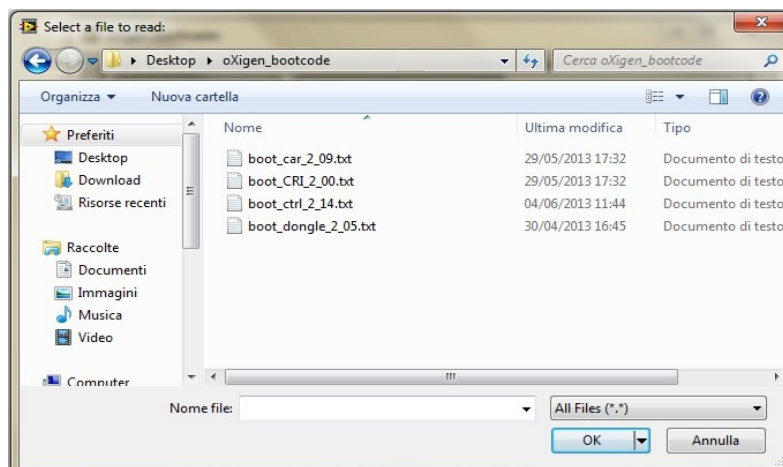 Select a file to read:
Desktop oXigen_bootcode Cerca oXigen_bootcode
Organizza Nuova cartella
Preferiti
Desktop
Download
Risorse recenti
Raccolte
Documenti
Immagini
Musica
Video
Computer
Nome Ultima modifica Tipo
boot_car_2_09.txt 29/05/2013 17:32 Documento di testo
boot_CRI_2_00.txt 29/05/2013 17:32 Documento di testo
boot_ctrl_2_14.txt 04/06/2013 11:44 Documento di testo
boot_dongle_2_05.txt 30/04/2013 16:45 Documento di testo
Nome file: All Files (*.*)
OK Annulla